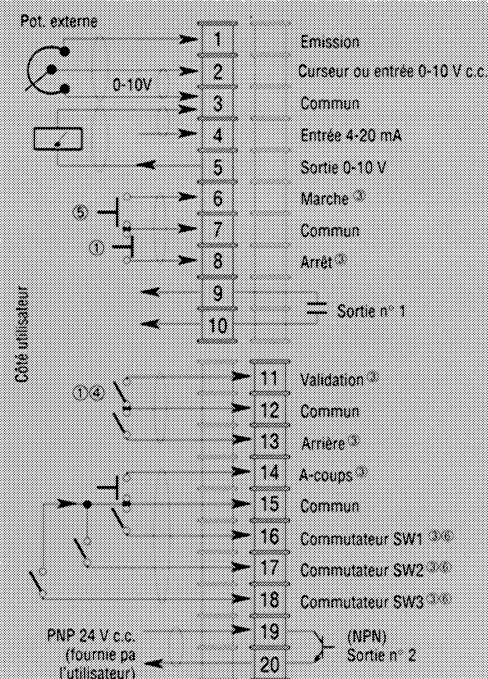 Pot. externe
1 Emission
2 Curseur ou entrée 0-10 V c.c.
0-10V
3 Commun
4 Entrée 4-20 mA
5 Sortie 0-10 V
6 Marche ③
⑤
7 Commun
①
8 Arrêt ③
9
Sortie n° 1
10
Côté utilisateur
11 Validation ③
①④
12 Commun
13 Arrière ③
14 A-coups ③
15 Commun
16 Commutateur SW1 ③⑥
17 Commutateur SW2 ③⑥
18 Commutateur SW3 ③⑥
PNP 24 V c.c.
(fournie pa
l'utilisateur)
19 (NPN)
Sortie n° 2
20